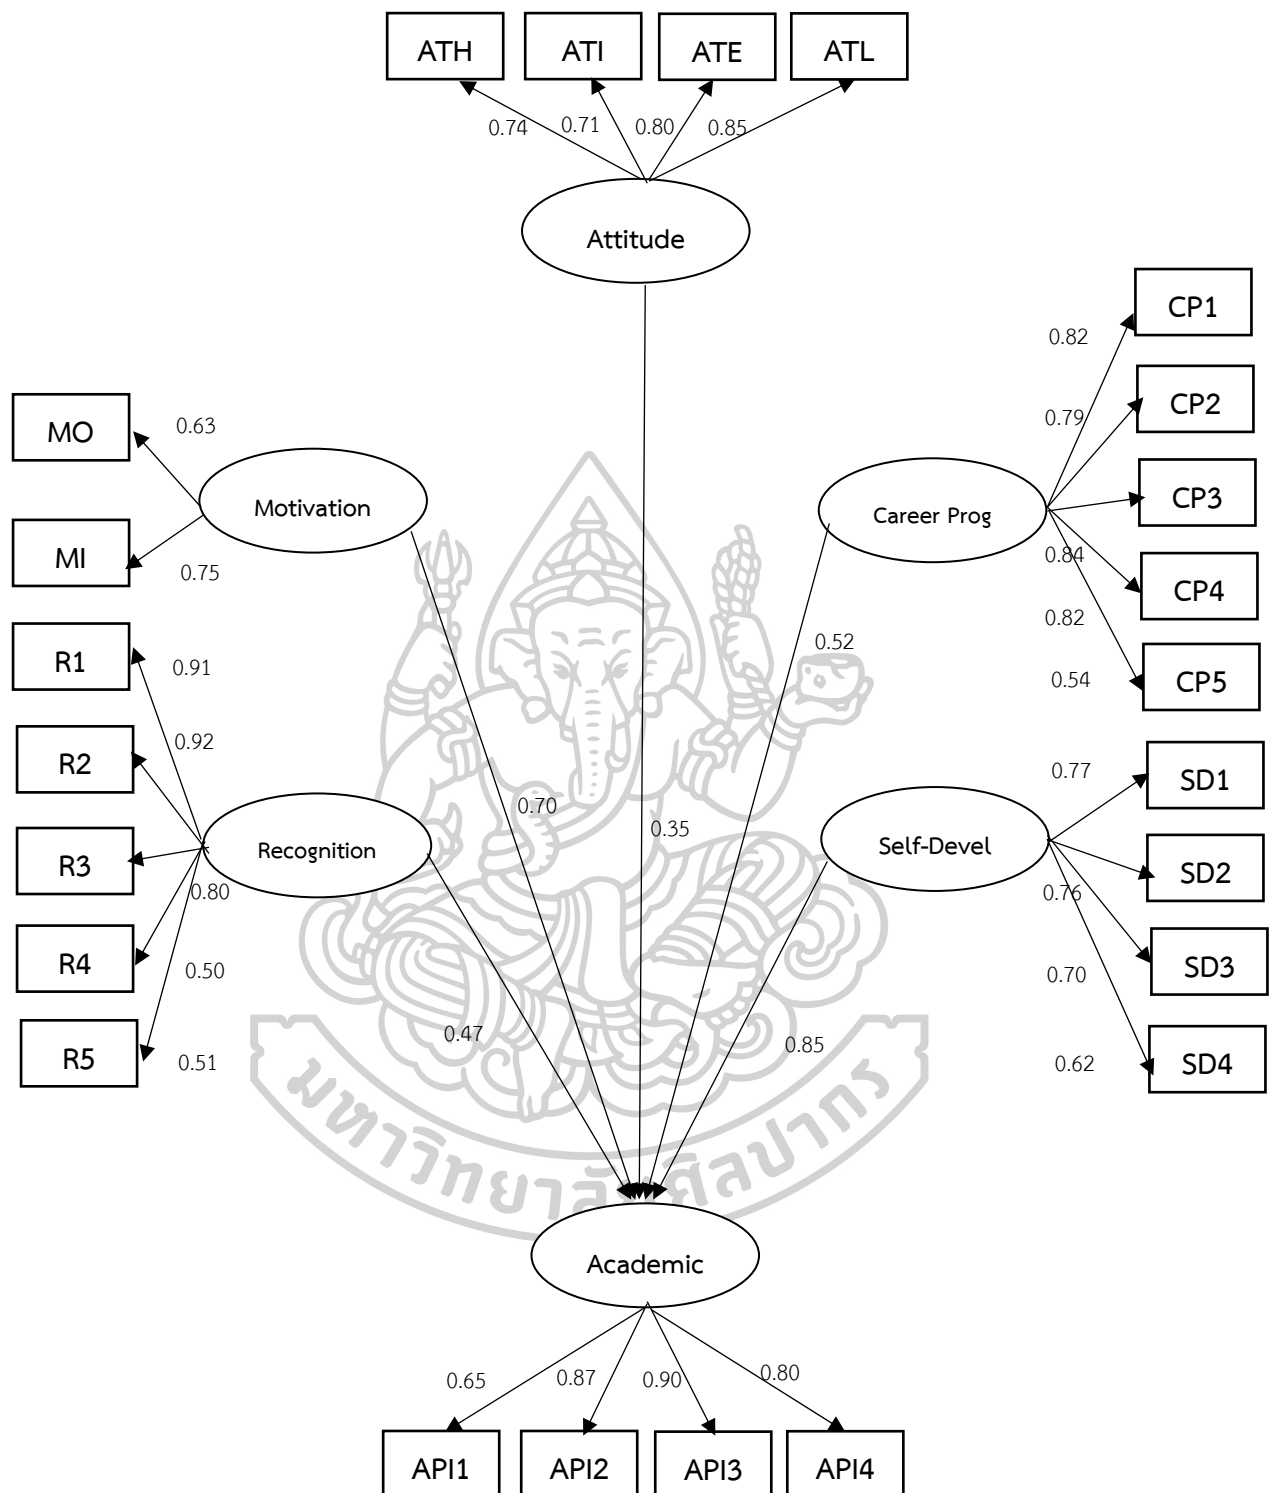 ATH ATI ATE ATL
0.74 0.71 0.80 0.85
Attitude
CP1
0.82
CP2
0.79
CP3
0.84
CP4
0.82
CP5
0.54
Career Prog
MO
0.63
Motivation
MI
0.75
R1
0.91
R2
0.92
R3
0.80
R4
0.50
R5
0.51
Recognition
SD1
0.77
SD2
0.76
SD3
0.70
SD4
0.62
Self-Devel
0.52
0.70
0.35
0.47
0.85
มหาวิทยาลัยศิลปากร
Academic
0.65 0.87 0.90 0.80
API1 API2 API3 API4